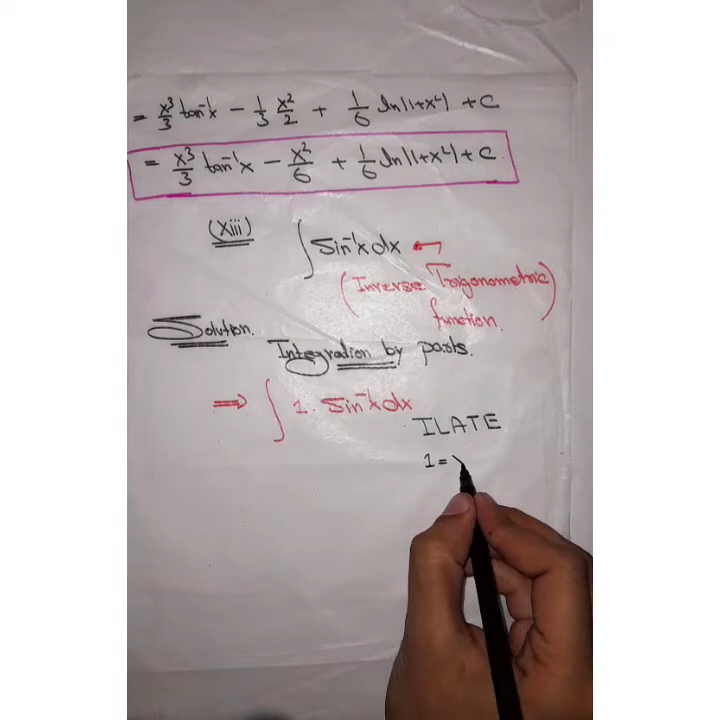 = x³/3 tan⁻¹x − 1/3 x²/2 + 1/6 ln|1+x²| + C
= x³/3 tan⁻¹x − x²/6 + 1/6 ln|1+x²| + C
(xiii) ∫ Sin⁻¹x dx ←
(Inverse Trigonometric
function)
Solution.
Integration by parts.
⇒ ∫ 1. Sin⁻¹x dx
ILATE
1 =